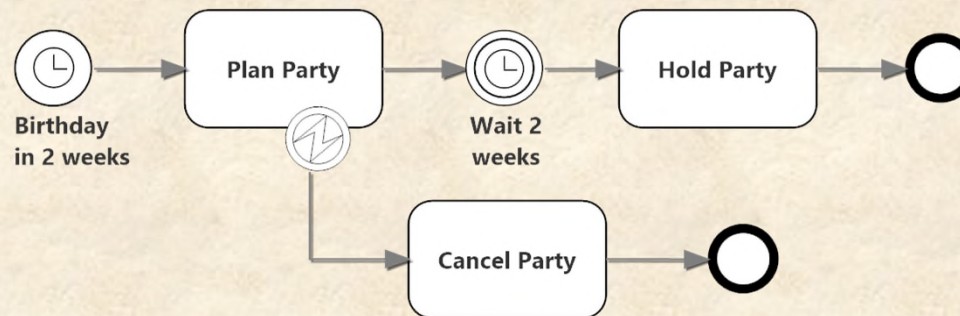 Plan Party
Hold Party
Birthday
in 2 weeks
Wait 2
weeks
Cancel Party